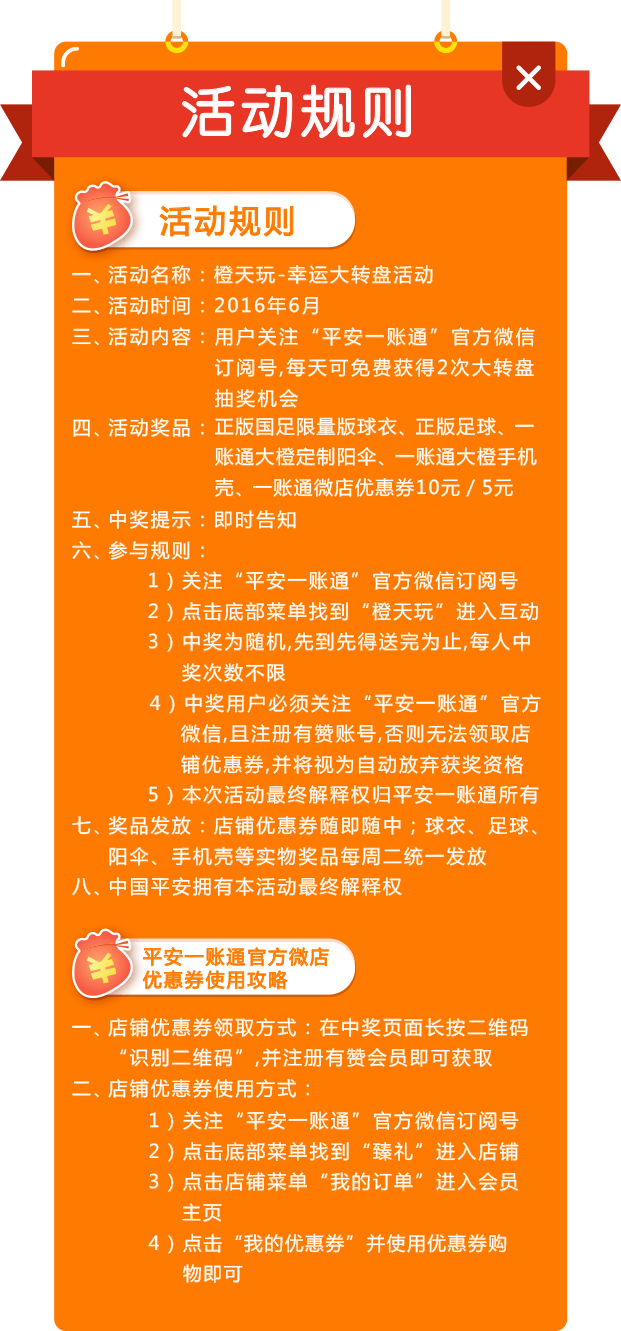 活动规则
活动规则
一、活动名称：橙天玩-幸运大转盘活动
二、活动时间：2016年6月
三、活动内容：用户关注“平安一账通”官方微信
订阅号,每天可免费获得2次大转盘
抽奖机会
四、活动奖品：正版国足限量版球衣、正版足球、一
账通大橙定制阳伞、一账通大橙手机
壳、一账通微店优惠券10元 / 5元
五、中奖提示：即时告知
六、参与规则：
1）关注“平安一账通”官方微信订阅号
2）点击底部菜单找到“橙天玩“进入互动
3）中奖为随机,先到先得送完为止,每人中
奖次数不限
4）中奖用户必须关注“平安一账通”官方
微信,且注册有赞账号,否则无法领取店
铺优惠券,并将视为自动放弃获奖资格
5）本次活动最终解释权归平安一账通所有
七、奖品发放：店铺优惠券随即随中；球衣、足球、
阳伞、手机壳等实物奖品每周二统一发放
八、中国平安拥有本活动最终解释权
平安一账通官方微店
优惠券使用攻略
一、店铺优惠券领取方式：在中奖页面长按二维码
“识别二维码”,并注册有赞会员即可获取
二、店铺优惠券使用方式：
1）关注“平安一账通”官方微信订阅号
2）点击底部菜单找到“臻礼”进入店铺
3）点击店铺菜单“我的订单”进入会员
主页
4）点击“我的优惠券”并使用优惠券购
物即可